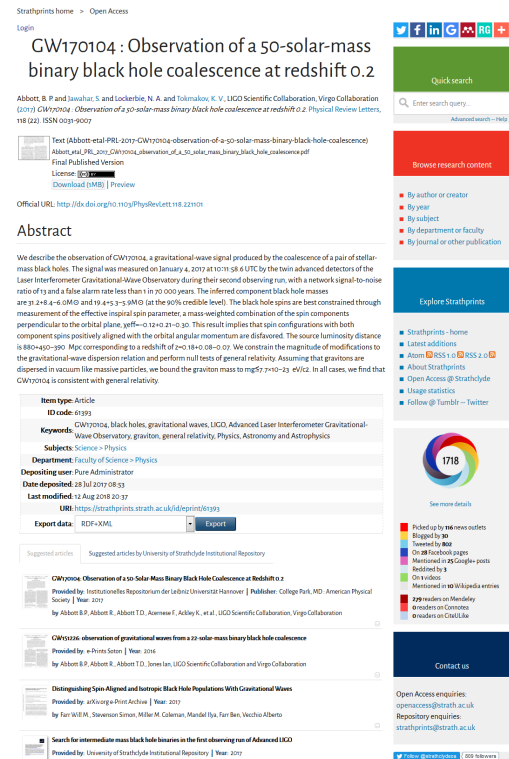 Strathprints home > Open Access
Login
GW170104 : Observation of a 50-solar-mass
binary black hole coalescence at redshift 0.2
Abbott, B. P. and Jawahar, S. and Lockerbie, N. A. and Tokmakov, K. V., LIGO Scientific Collaboration, Virgo Collaboration
(2017) GW170104 : Observation of a 50-solar-mass binary black hole coalescence at redshift 0.2. Physical Review Letters,
118 (22). ISSN 0031-9007
Text (Abbott-etal-PRL-2017-GW170104-observation-of-a-50-solar-mass-binary-black-hole-coalescence)
Abbott_etal_PRL_2017_GW170104_observation_of_a_50_solar_mass_binary_black_hole_coalescence.pdf
Final Published Version
License:
Download (1MB) | Preview
Official URL: http://dx.doi.org/10.1103/PhysRevLett.118.221101
Abstract
We describe the observation of GW170104, a gravitational-wave signal produced by the coalescence of a pair of stellar-
mass black holes. The signal was measured on January 4, 2017 at 10:11:58.6 UTC by the twin advanced detectors of the
Laser Interferometer Gravitational-Wave Observatory during their second observing run, with a network signal-to-noise
ratio of 13 and a false alarm rate less than 1 in 70 000 years. The inferred component black hole masses
are 31.2+8.4−6.0M⊙ and 19.4+5.3−5.9M⊙ (at the 90% credible level). The black hole spins are best constrained through
measurement of the effective inspiral spin parameter, a mass-weighted combination of the spin components
perpendicular to the orbital plane, χeff=−0.12+0.21−0.30. This result implies that spin configurations with both
component spins positively aligned with the orbital angular momentum are disfavored. The source luminosity distance
is 880+450−390 Mpc corresponding to a redshift of z=0.18+0.08−0.07. We constrain the magnitude of modifications to
the gravitational-wave dispersion relation and perform null tests of general relativity. Assuming that gravitons are
dispersed in vacuum like massive particles, we bound the graviton mass to mg≤7.7×10−23 eV/c2. In all cases, we find that
GW170104 is consistent with general relativity.
Item type: Article
ID code: 61393
Keywords: GW170104, black holes, gravitational waves, LIGO, Advanced Laser Interferometer Gravitational-
Wave Observatory, graviton, general relativity, Physics, Astronomy and Astrophysics
Subjects: Science > Physics
Department: Faculty of Science > Physics
Depositing user: Pure Administrator
Date deposited: 28 Jul 2017 08:53
Last modified: 12 Aug 2018 20:37
URI: https://strathprints.strath.ac.uk/id/eprint/61393
Export data: RDF+XML Export
Suggested articles Suggested articles by University of Strathclyde Institutional Repository
GW170104: Observation of a 50-Solar-Mass Binary Black Hole Coalescence at Redshift 0.2
Provided by: Institutionelles Repositorium der Leibniz Universität Hannover | Publisher: College Park, MD : American Physical
Society | Year: 2017
by Abbott B.P., Abbott R., Abbott T.D., Acernese F., Ackley K., et al., LIGO Scientific Collaboration, Virgo Collaboration
GW151226: observation of gravitational waves from a 22-solar-mass binary black hole coalescence
Provided by: e-Prints Soton | Year: 2016
by Abbott B.P., Abbott R., Abbott T.D., Jones Ian, LIGO Scientific Collaboration and Virgo Collaboration
Distinguishing Spin-Aligned and Isotropic Black Hole Populations With Gravitational Waves
Provided by: arXiv.org e-Print Archive | Year: 2017
by Farr Will M., Stevenson Simon, Miller M. Coleman, Mandel Ilya, Farr Ben, Vecchio Alberto
Search for intermediate mass black hole binaries in the first observing run of Advanced LIGO
Provided by: University of Strathclyde Institutional Repository | Year: 2017
Quick search
Enter search query...
Advanced search -- Help
Browse research content
By author or creator
By year
By subject
By department or faculty
By journal or other publication
Explore Strathprints
Strathprints - home
Latest additions
Atom RSS 1.0 RSS 2.0
About Strathprints
Open Access @ Strathclyde
Usage statistics
Follow @ Tumblr -- Twitter
1718
See more details
Picked up by 116 news outlets
Blogged by 30
Tweeted by 802
On 28 Facebook pages
Mentioned in 25 Google+ posts
Reddited by 3
On 1 videos
Mentioned in 10 Wikipedia entries
279 readers on Mendeley
0 readers on Connotea
0 readers on CiteULike
Contact us
Open Access enquiries:
openaccess@strath.ac.uk
Repository enquiries:
strathprints@strath.ac.uk
Follow @strathclydeoa 609 followers